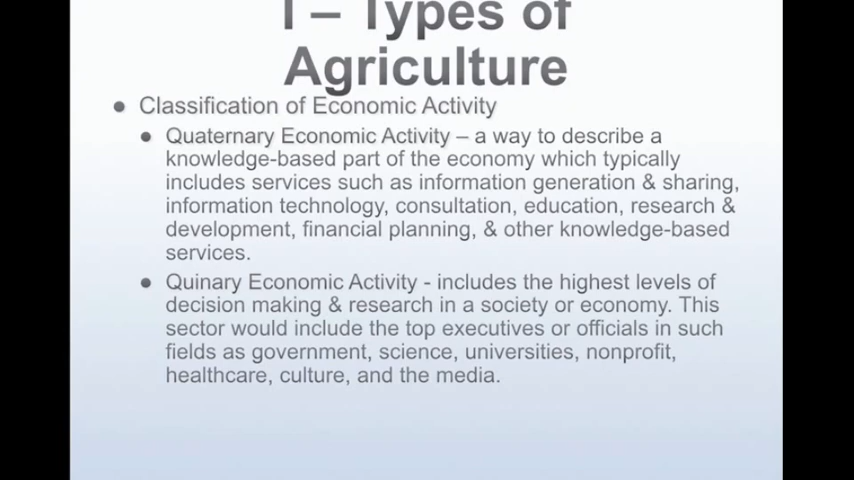 I – Types of
Agriculture
● Classification of Economic Activity
● Quaternary Economic Activity – a way to describe a
knowledge-based part of the economy which typically
includes services such as information generation & sharing,
information technology, consultation, education, research &
development, financial planning, & other knowledge-based
services.
● Quinary Economic Activity - includes the highest levels of
decision making & research in a society or economy. This
sector would include the top executives or officials in such
fields as government, science, universities, nonprofit,
healthcare, culture, and the media.